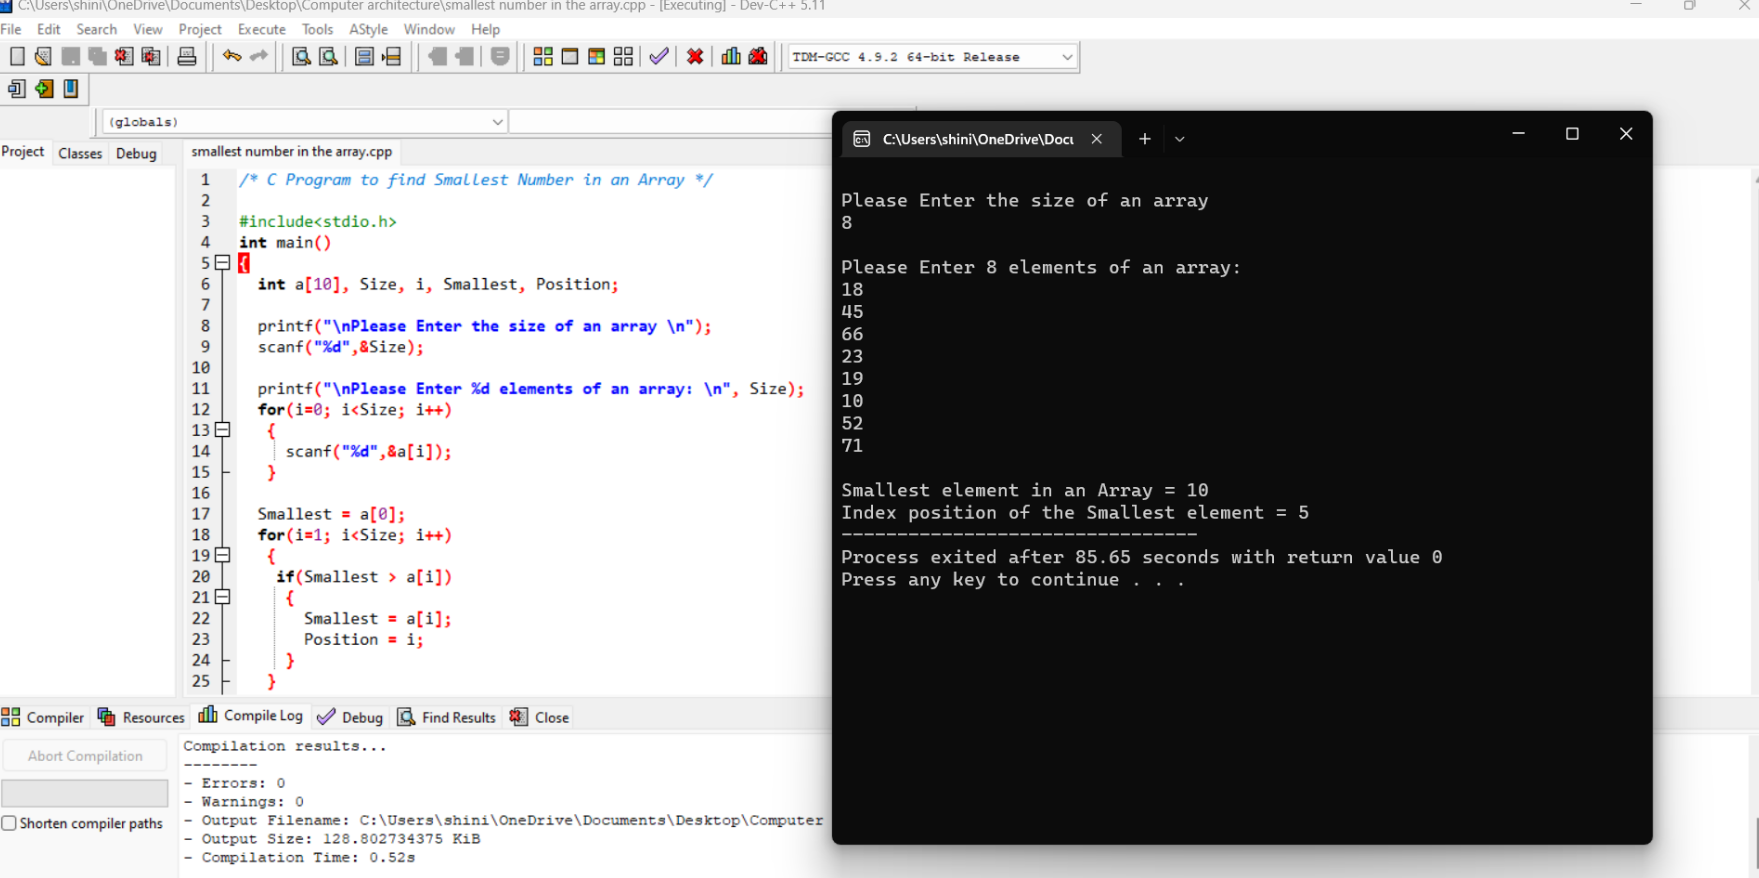 C:\Users\shini\OneDrive\Documents\Desktop\Computer architecture\smallest number in the array.cpp - [Executing] - Dev-C++ 5.11
File Edit Search View Project Execute Tools AStyle Window Help
TDM-GCC 4.9.2 64-bit Release
(globals)
Project Classes Debug
smallest number in the array.cpp
1 /* C Program to find Smallest Number in an Array */
2
3 #include<stdio.h>
4 int main()
5 {
6 int a[10], Size, i, Smallest, Position;
7
8 printf("\nPlease Enter the size of an array \n");
9 scanf("%d",&Size);
10
11 printf("\nPlease Enter %d elements of an array: \n", Size);
12 for(i=0; i<Size; i++)
13 {
14 scanf("%d",&a[i]);
15 }
16
17 Smallest = a[0];
18 for(i=1; i<Size; i++)
19 {
20 if(Smallest > a[i])
21 {
22 Smallest = a[i];
23 Position = i;
24 }
25 }
C:\Users\shini\OneDrive\Docu
Please Enter the size of an array
8
Please Enter 8 elements of an array:
18
45
66
23
19
10
52
71
Smallest element in an Array = 10
Index position of the Smallest element = 5
--------------------------------
Process exited after 85.65 seconds with return value 0
Press any key to continue . . .
Compiler Resources Compile Log Debug Find Results Close
Abort Compilation
Shorten compiler paths
Compilation results...
--------
- Errors: 0
- Warnings: 0
- Output Filename: C:\Users\shini\OneDrive\Documents\Desktop\Computer
- Output Size: 128.802734375 KiB
- Compilation Time: 0.52s